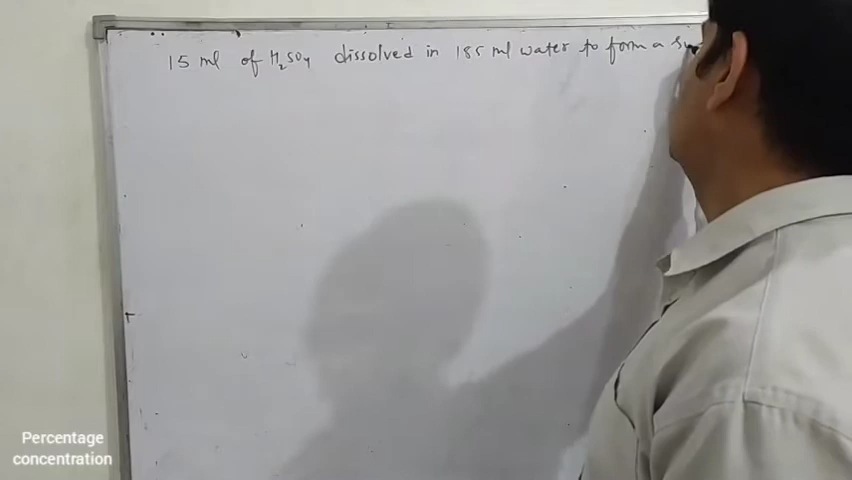 15 ml of H₂SO₄ dissolved in 185 ml water to form a
Percentage
concentration